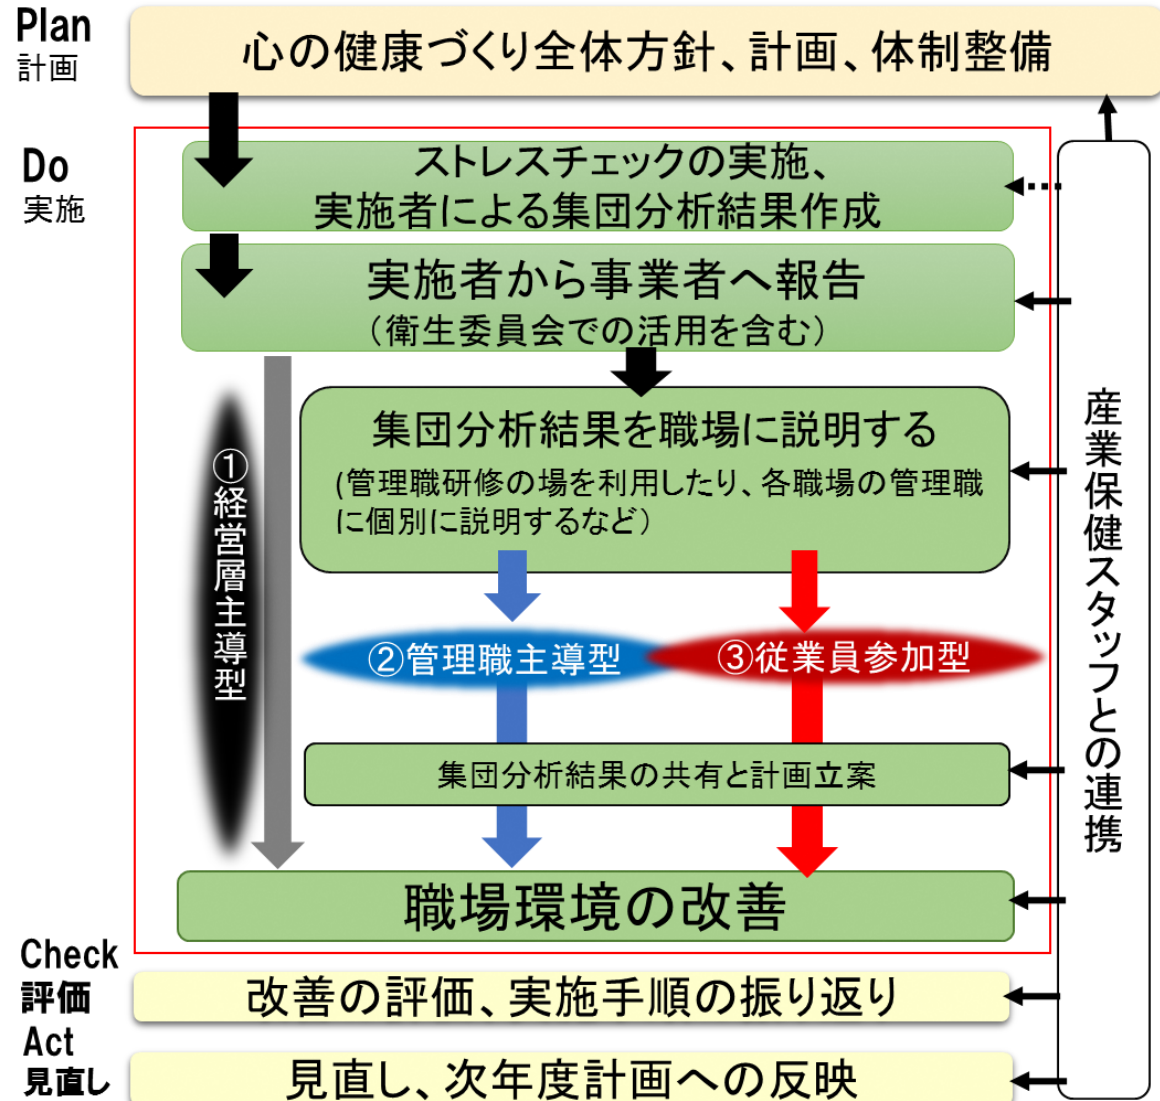 Plan
計画
心の健康づくり全体方針、計画、体制整備
Do
実施
ストレスチェックの実施、
実施者による集団分析結果作成
実施者から事業者へ報告
（衛生委員会での活用を含む）
集団分析結果を職場に説明する
(管理職研修の場を利用したり、各職場の管理職
に個別に説明するなど）
①経営層主導型
②管理職主導型
③従業員参加型
集団分析結果の共有と計画立案
職場環境の改善
産業保健スタッフとの連携
Check
評価
改善の評価、実施手順の振り返り
Act
見直し
見直し、次年度計画への反映